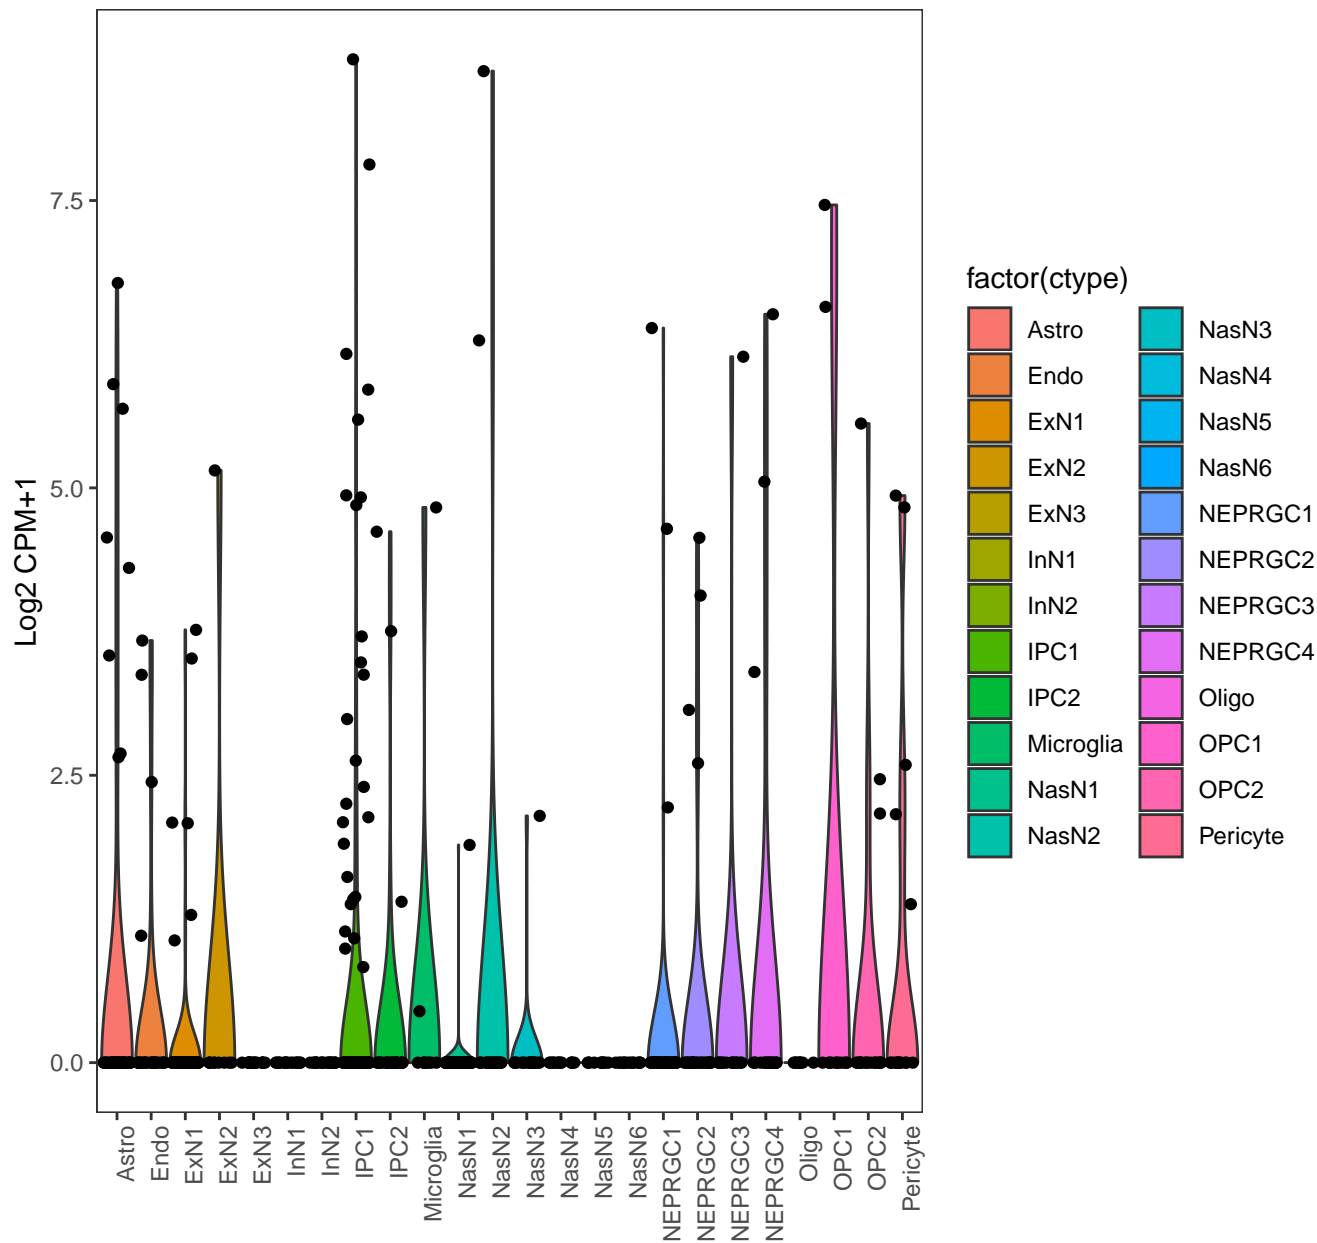 Log2 CPM+1
7.5
5.0
2.5
0.0
Astro
Endo
ExN1
ExN2
ExN3
InN1
InN2
IPC1
IPC2
Microglia
NasN1
NasN2
NasN3
NasN4
NasN5
NasN6
NEPRGC1
NEPRGC2
NEPRGC3
NEPRGC4
Oligo
OPC1
OPC2
Pericyte
factor(ctype)
Astro
Endo
ExN1
ExN2
ExN3
InN1
InN2
IPC1
IPC2
Microglia
NasN1
NasN2
NasN3
NasN4
NasN5
NasN6
NEPRGC1
NEPRGC2
NEPRGC3
NEPRGC4
Oligo
OPC1
OPC2
Pericyte